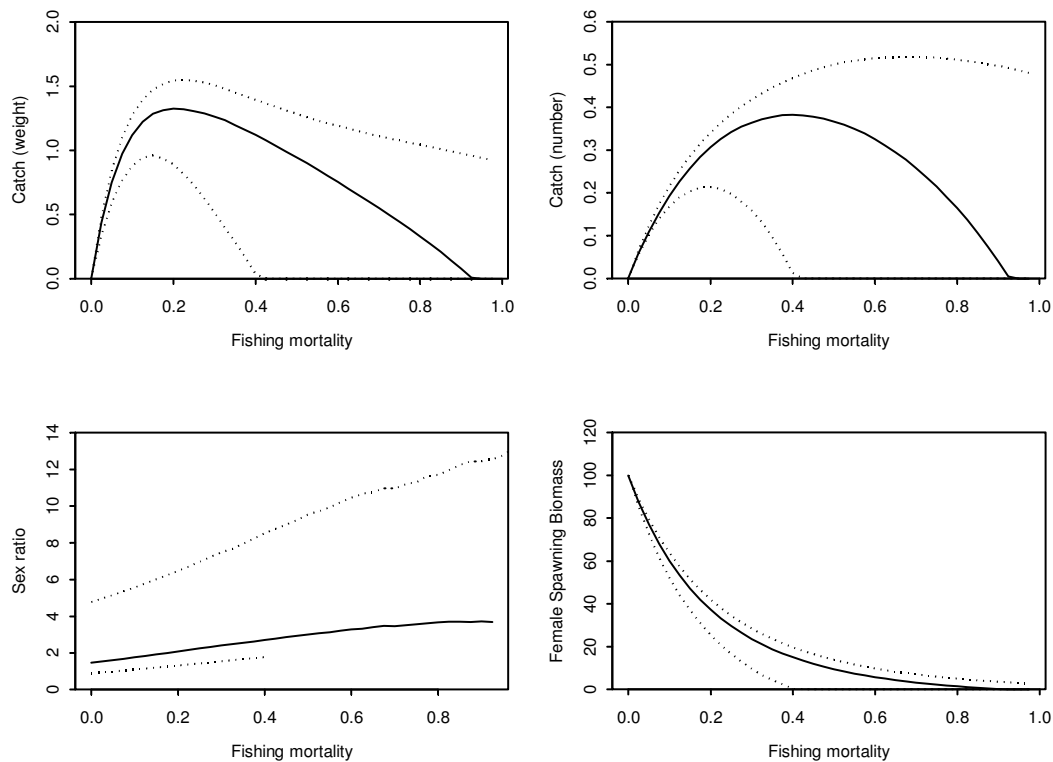 Catch (weight)
0.0 0.5 1.0 1.5 2.0
0.0 0.2 0.4 0.6 0.8 1.0
Fishing mortality
Catch (number)
0.0 0.1 0.2 0.3 0.4 0.5 0.6
0.0 0.2 0.4 0.6 0.8 1.0
Fishing mortality
Sex ratio
0 2 4 6 8 10 12 14
0.0 0.2 0.4 0.6 0.8
Fishing mortality
Female Spawning Biomass
0 20 40 60 80 100 120
0.0 0.2 0.4 0.6 0.8 1.0
Fishing mortality